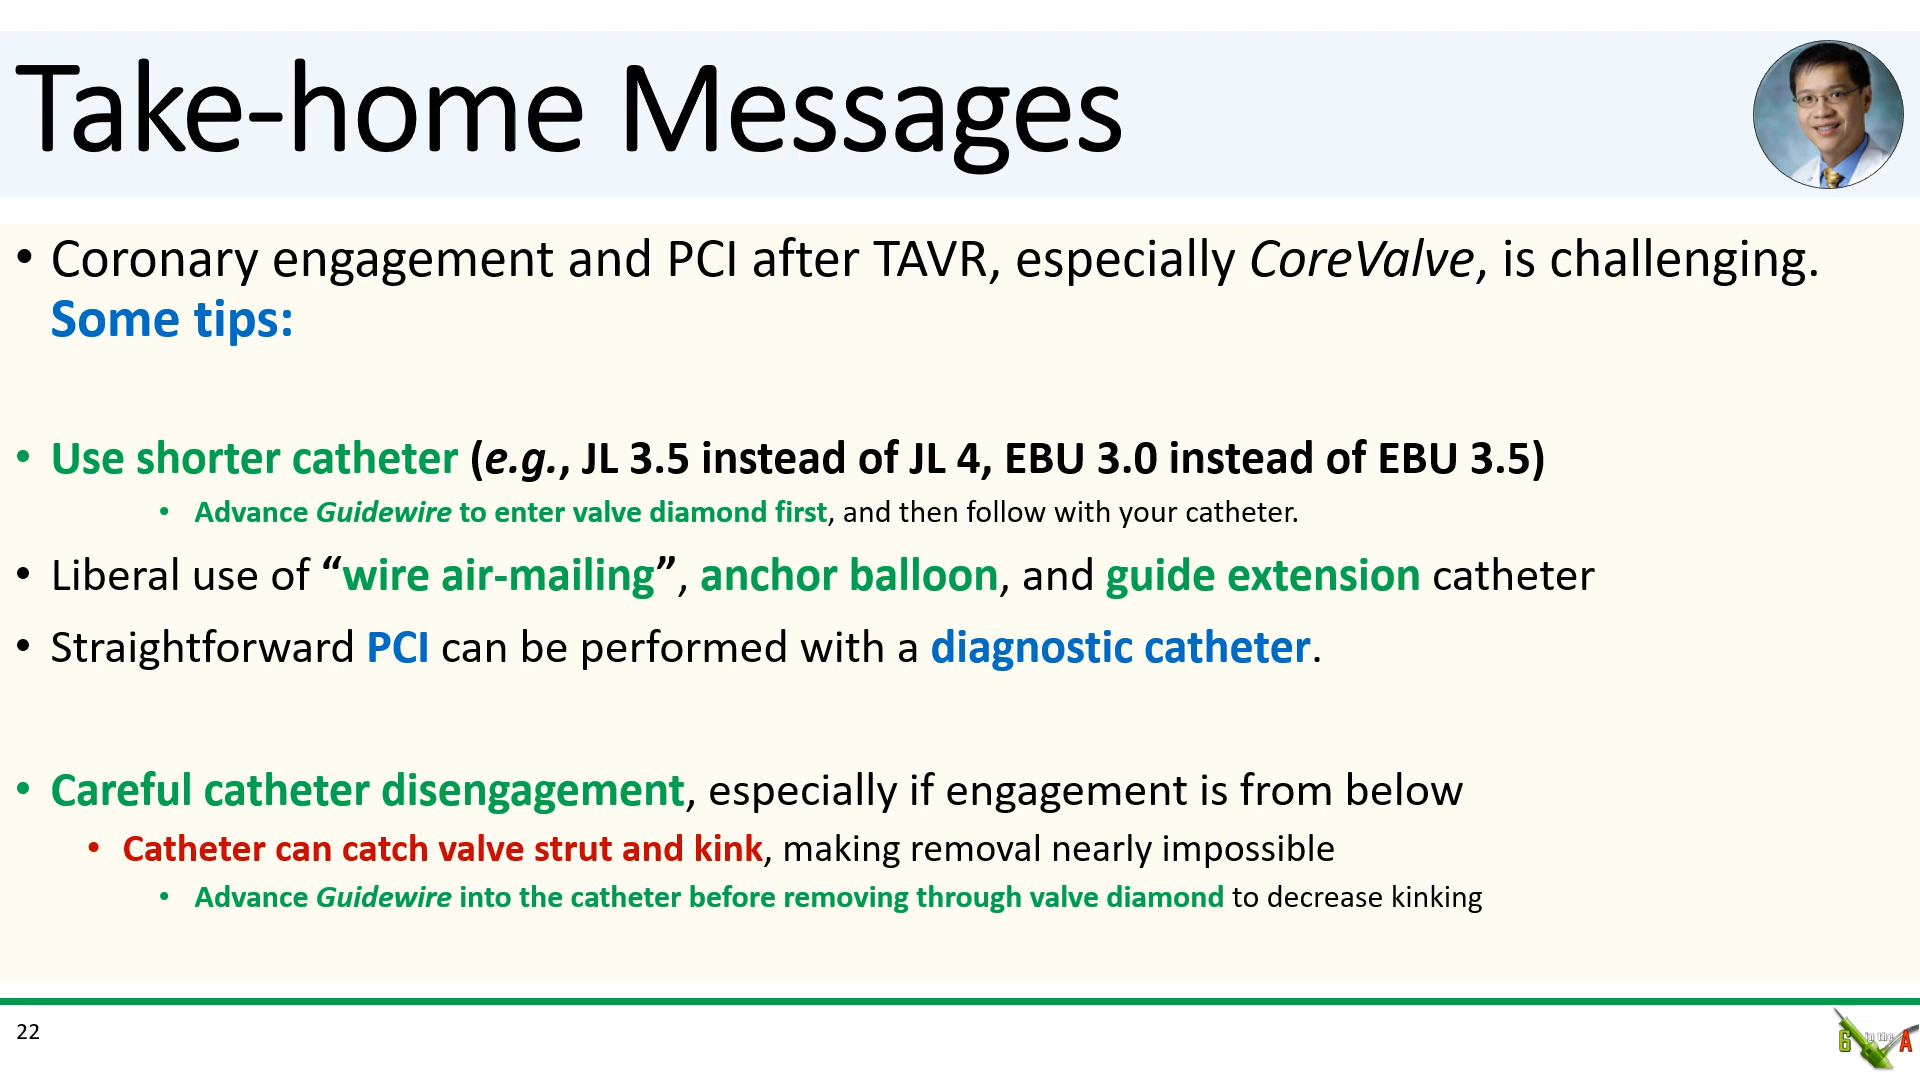 Take-home Messages
• Coronary engagement and PCI after TAVR, especially CoreValve, is challenging.
Some tips:
• Use shorter catheter (e.g., JL 3.5 instead of JL 4, EBU 3.0 instead of EBU 3.5)
• Advance Guidewire to enter valve diamond first, and then follow with your catheter.
• Liberal use of “wire air-mailing”, anchor balloon, and guide extension catheter
• Straightforward PCI can be performed with a diagnostic catheter.
• Careful catheter disengagement, especially if engagement is from below
• Catheter can catch valve strut and kink, making removal nearly impossible
• Advance Guidewire into the catheter before removing through valve diamond to decrease kinking
22
6 in the A